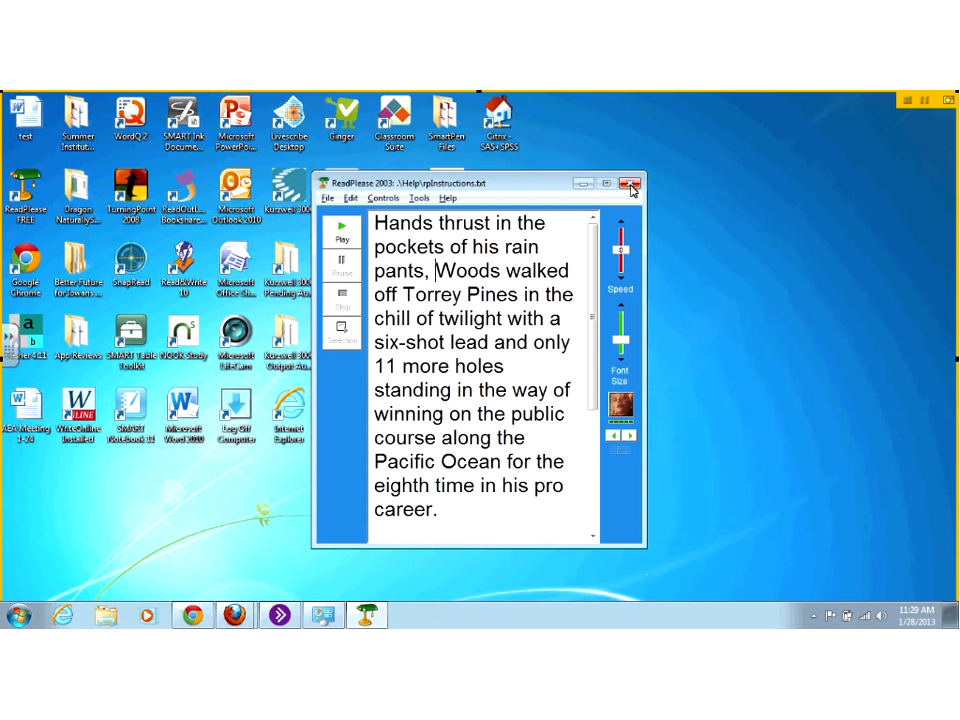 test
Summer Institut...
WordQ 2
SMART Ink Docume...
Microsoft PowerPoi...
Livescribe Desktop
Ginger
Classroom Suite
SmartPen Files
Citrix - SAS+SPSS
ReadPlease 2003: .\Help\rpInstructions.txt
File Edit Controls Tools Help
ReadPlease FREE
Dragon NaturallyS...
TurningPoint 2008
ReadOutL... Bookshare...
Microsoft Outlook 2010
Kurzweil 300
Play
Pause
Stop
Selection
Hands thrust in the
pockets of his rain
pants, Woods walked
off Torrey Pines in the
chill of twilight with a
six-shot lead and only
11 more holes
standing in the way of
winning on the public
course along the
Pacific Ocean for the
eighth time in his pro
career.
0
Speed
Font
Size
Google Chrome
Better,Future for Iowans...
SnapRead
Read&Write 10
Microsoft Office Sh...
Kurzweil 300 Pending Au...
a
b
App Reviews
SMART Table Toolkit
n
NOOK Study
Microsoft LifeCam
Kurzweil 300 Output Au...
AEA Meeting 1-24
W
ONLINE
WriteOnline Installed
SMART Notebook 11
Microsoft Word 2010
Log Off Computer
Internet Explorer
11:29 AM
1/28/2013